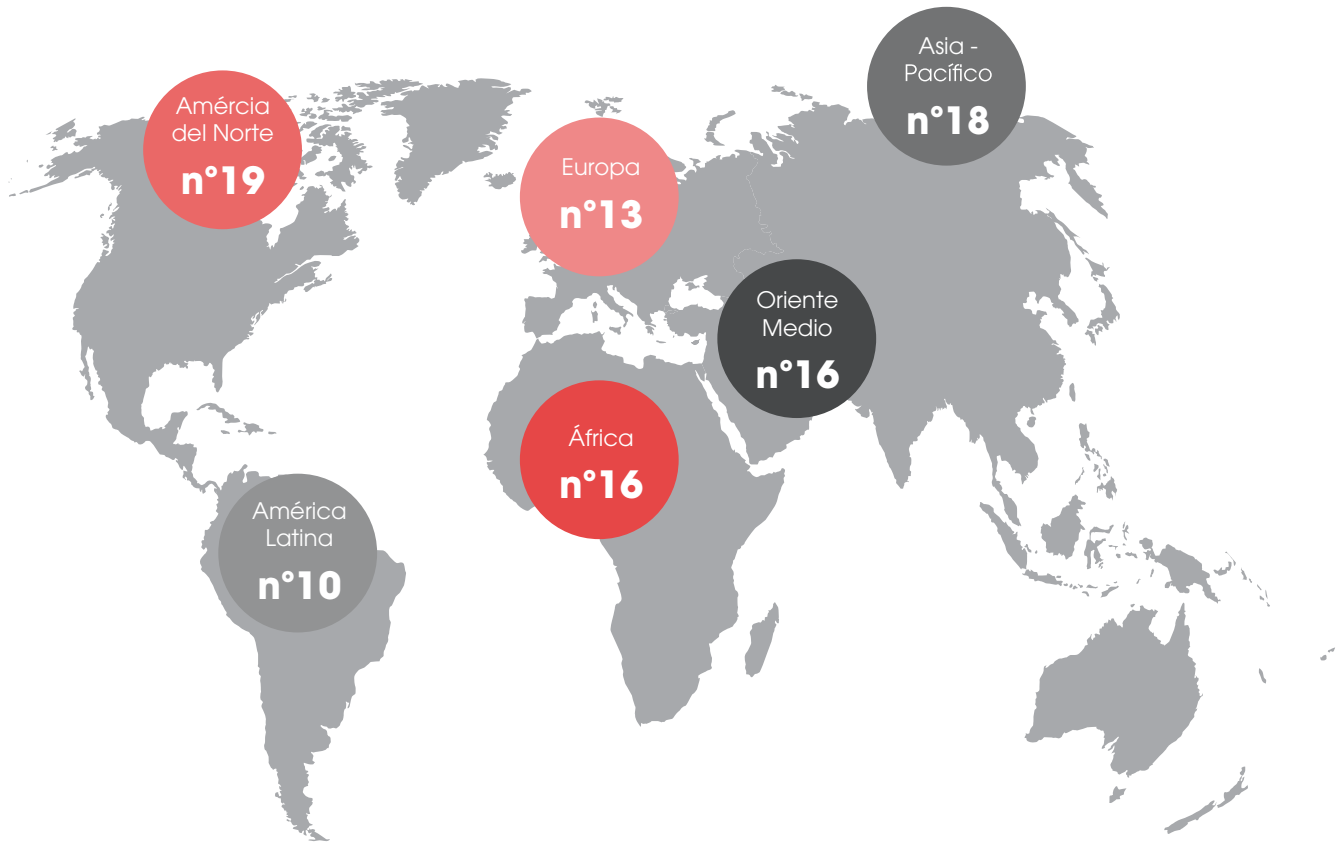 Asia -
Pacífico
n°18
Amércia
del Norte
n°19
Europa
n°13
Oriente
Medio
n°16
África
n°16
América
Latina
n°10